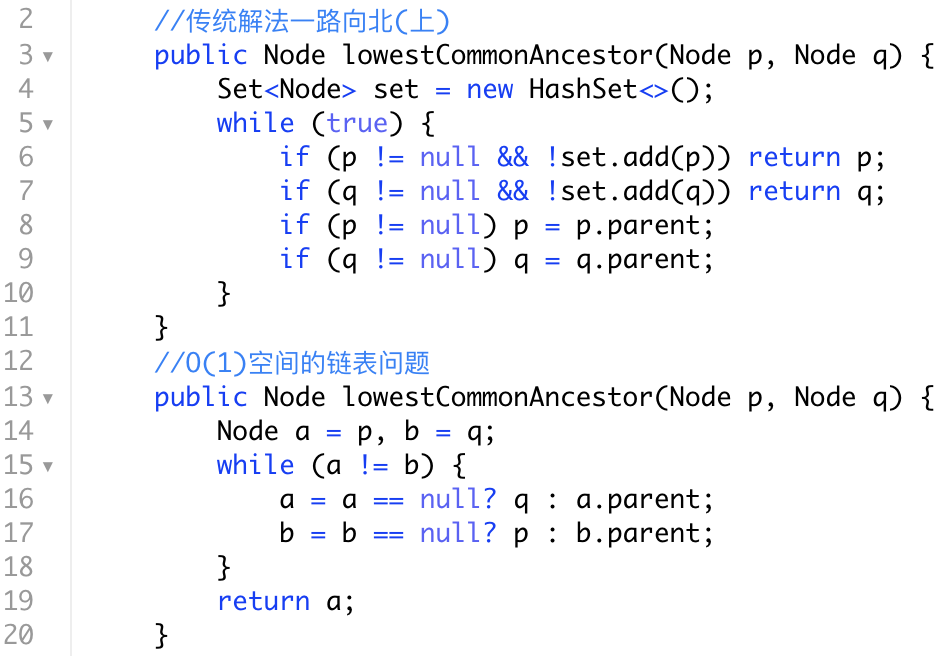 2 //传统解法一路向北(上)
3 public Node lowestCommonAncestor(Node p, Node q) {
4 Set<Node> set = new HashSet<>();
5 while (true) {
6 if (p != null && !set.add(p)) return p;
7 if (q != null && !set.add(q)) return q;
8 if (p != null) p = p.parent;
9 if (q != null) q = q.parent;
10 }
11 }
12 //O(1)空间的链表问题
13 public Node lowestCommonAncestor(Node p, Node q) {
14 Node a = p, b = q;
15 while (a != b) {
16 a = a == null? q : a.parent;
17 b = b == null? p : b.parent;
18 }
19 return a;
20 }